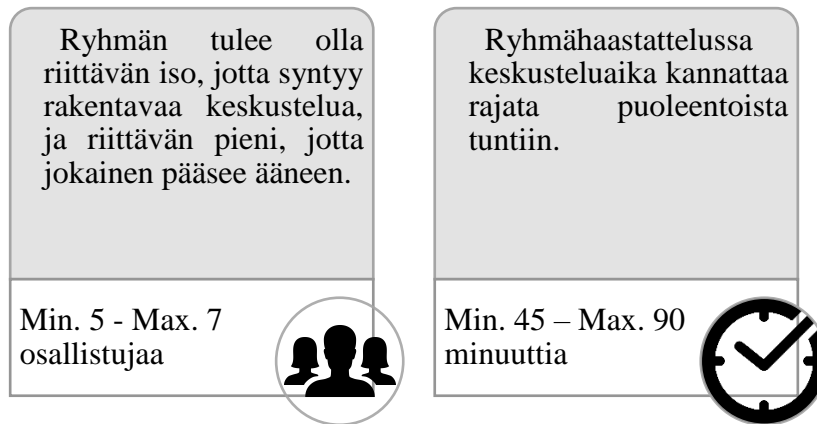 Ryhmän tulee olla
riittävän iso, jotta syntyy
rakentavaa keskustelua,
ja riittävän pieni, jotta
jokainen pääsee ääneen.
Min. 5 - Max. 7
osallistujaa
Ryhmähaastattelussa
keskusteluaika kannattaa
rajata puoleentoista
tuntiin.
Min. 45 – Max. 90
minuuttia